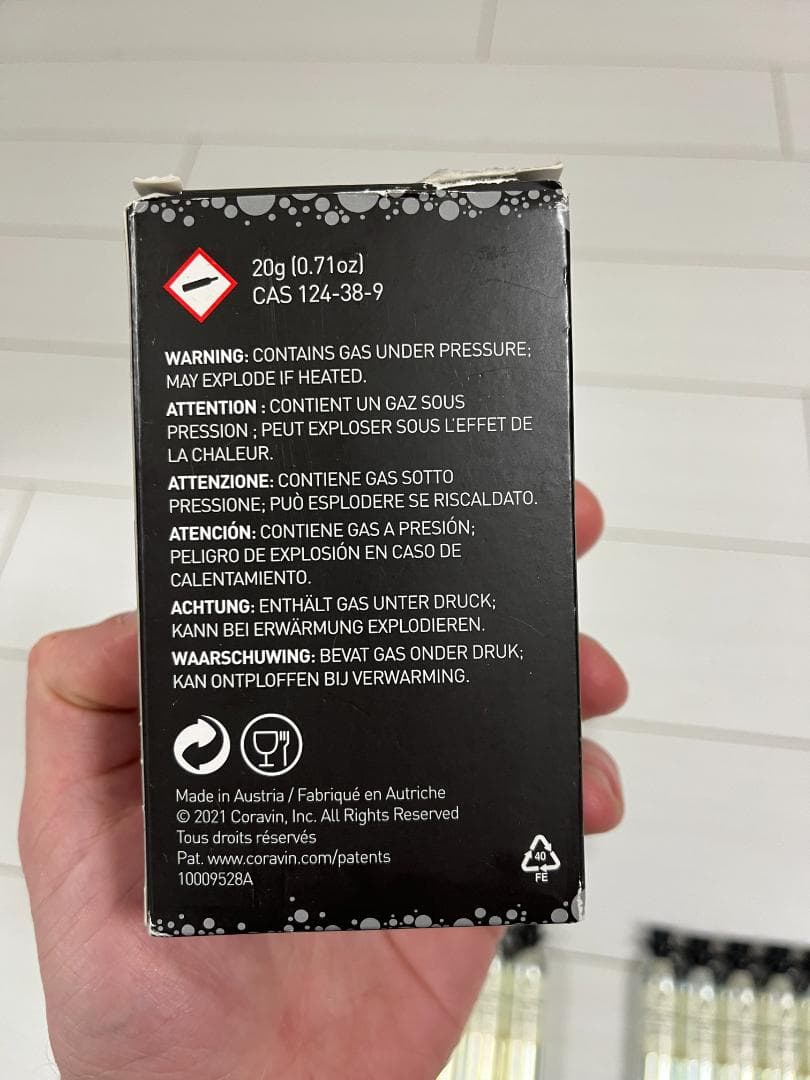 20g (0.71oz)
CAS 124-38-9
WARNING: CONTAINS GAS UNDER PRESSURE;
MAY EXPLODE IF HEATED.
ATTENTION : CONTIENT UN GAZ SOUS
PRESSION ; PEUT EXPLOSER SOUS L'EFFET DE
LA CHALEUR.
ATTENZIONE: CONTIENE GAS SOTTO
PRESSIONE; PUÒ ESPLODERE SE RISCALDATO.
ATENCIÓN: CONTIENE GAS A PRESIÓN;
PELIGRO DE EXPLOSIÓN EN CASO DE
CALENTAMIENTO.
ACHTUNG: ENTHÄLT GAS UNTER DRUCK;
KANN BEI ERWÄRMUNG EXPLODIEREN.
WAARSCHUWING: BEVAT GAS ONDER DRUK;
KAN ONTPLOFFEN BIJ VERWARMING.
Made in Austria / Fabriqué en Autriche
© 2021 Coravin, Inc. All Rights Reserved
Tous droits réservés
Pat. www.coravin.com/patents
10009528A
40
FE